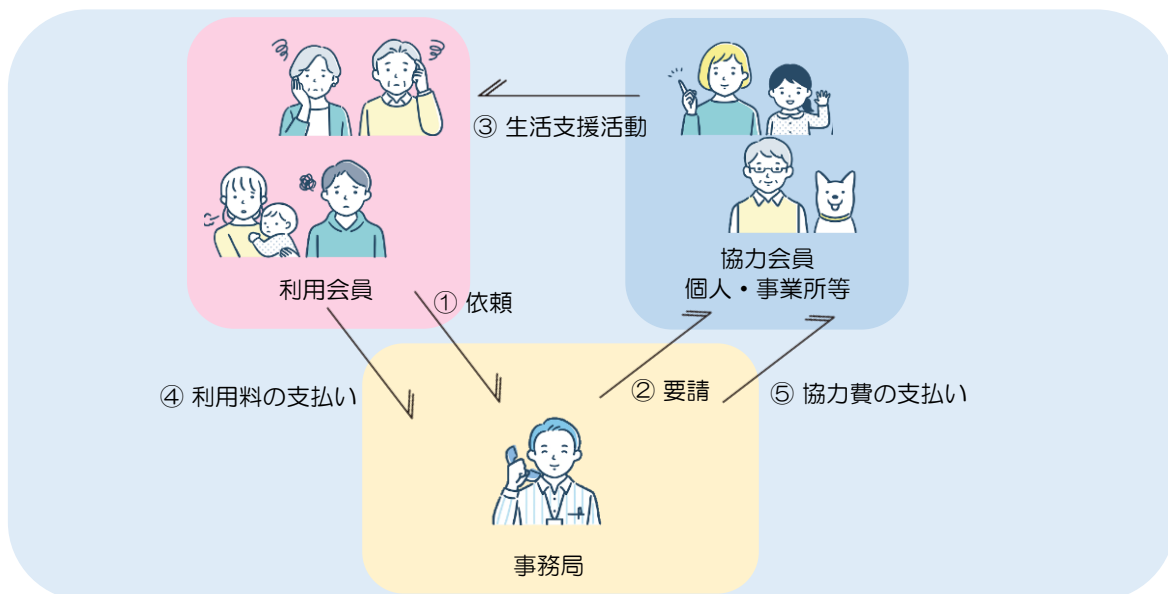 ③ 生活支援活動
利用会員
協力会員
個人・事業所等
① 依頼
④ 利用料の支払い
② 要請
⑤ 協力費の支払い
事務局